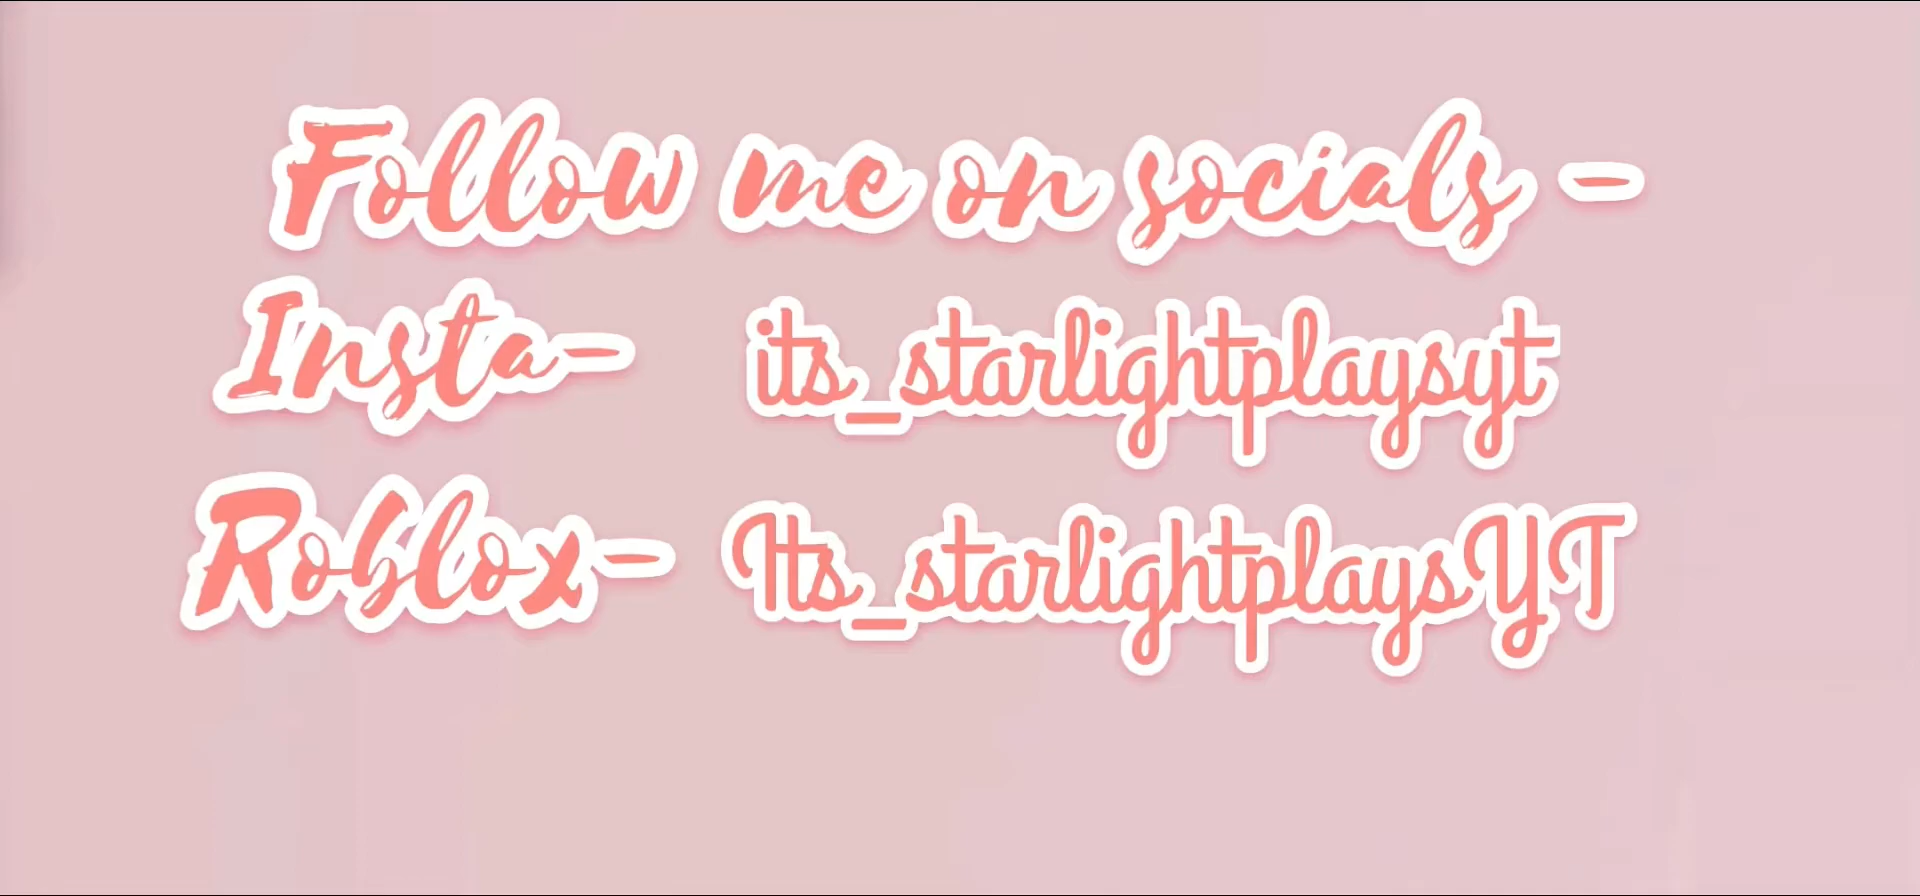 Follow me on socials -
Insta- its_starlightplaysyt
Roblox- Its_starlightplaysYT